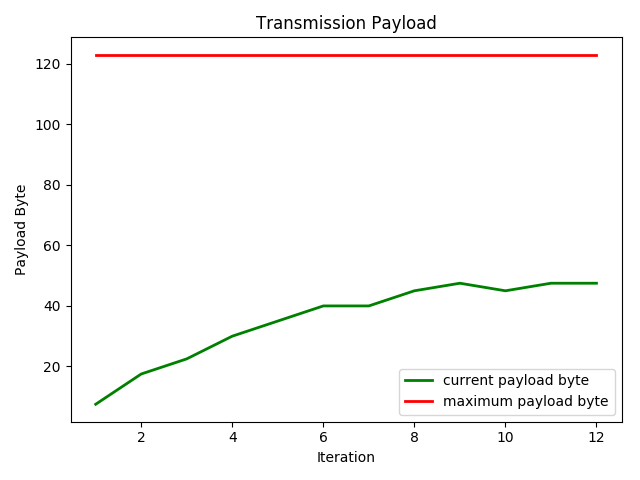 Transmission Payload
Payload Byte
120
100
80
60
40
20
2
4
6
8
10
12
Iteration
current payload byte
maximum payload byte